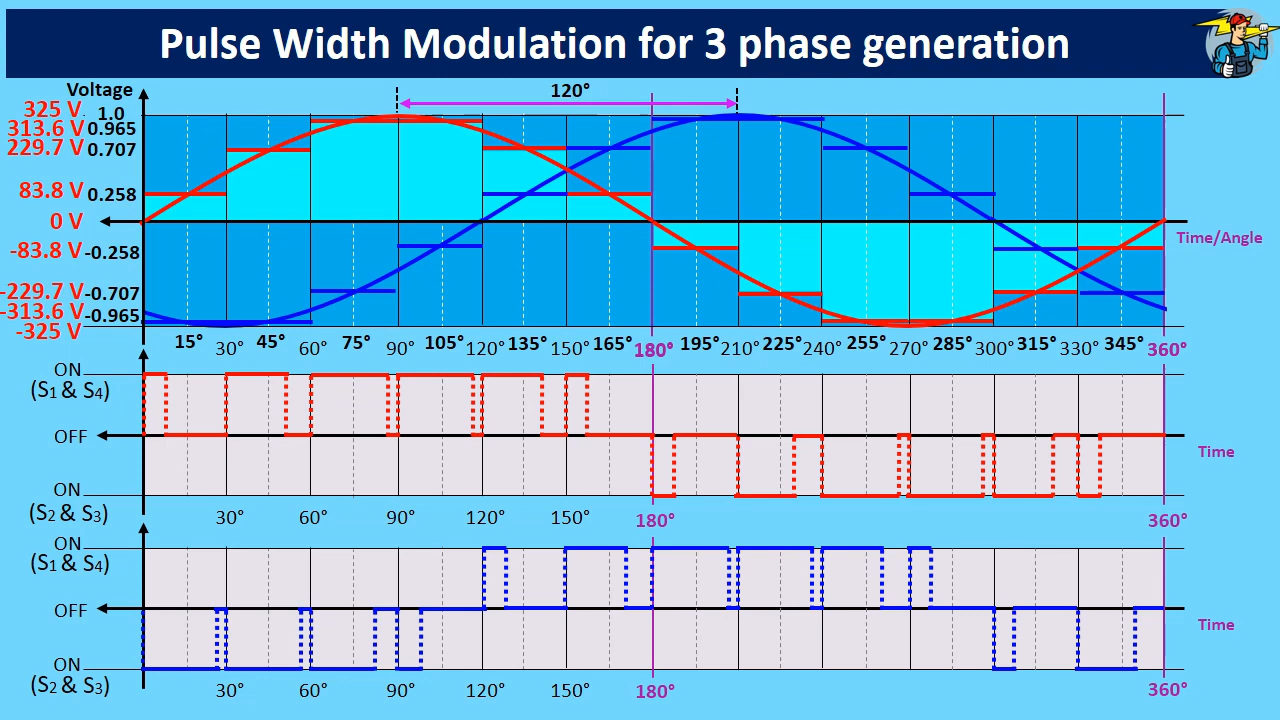 Pulse Width Modulation for 3 phase generation
Voltage
120°
325 V 1.0
313.6 V 0.965
229.7 V 0.707
83.8 V 0.258
0 V
Time/Angle
-83.8 V -0.258
-229.7 V -0.707
-313.6 V -0.965
-325 V
15° 30° 45° 60° 75° 90° 105° 120° 135° 150° 165° 180° 195° 210° 225° 240° 255° 270° 285° 300° 315° 330° 345° 360°
ON
(S1 & S4)
OFF
Time
ON
(S2 & S3)
30° 60° 90° 120° 150° 180° 360°
ON
(S1 & S4)
OFF
Time
ON
(S2 & S3)
30° 60° 90° 120° 150° 180° 360°